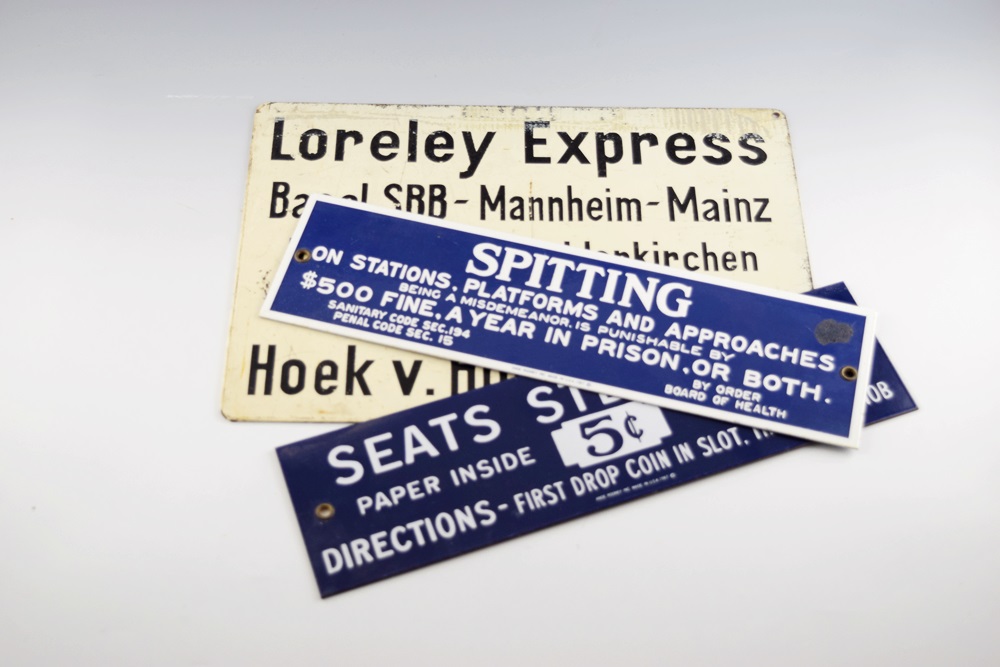 Loreley Express
SBB - Mannheim - Mainz
Hoek v.
SPITTING
ON STATIONS, PLATFORMS AND APPROACHES
BEING A MISDEMEANOR, IS PUNISHABLE BY
$500 FINE, A YEAR IN PRISON, OR BOTH.
SANITARY CODE SEC. 194
PENAL CODE SEC. 15
BY ORDER
BOARD OF HEALTH
SEATS
PAPER INSIDE 5¢
DIRECTIONS - FIRST DROP COIN IN SLOT,